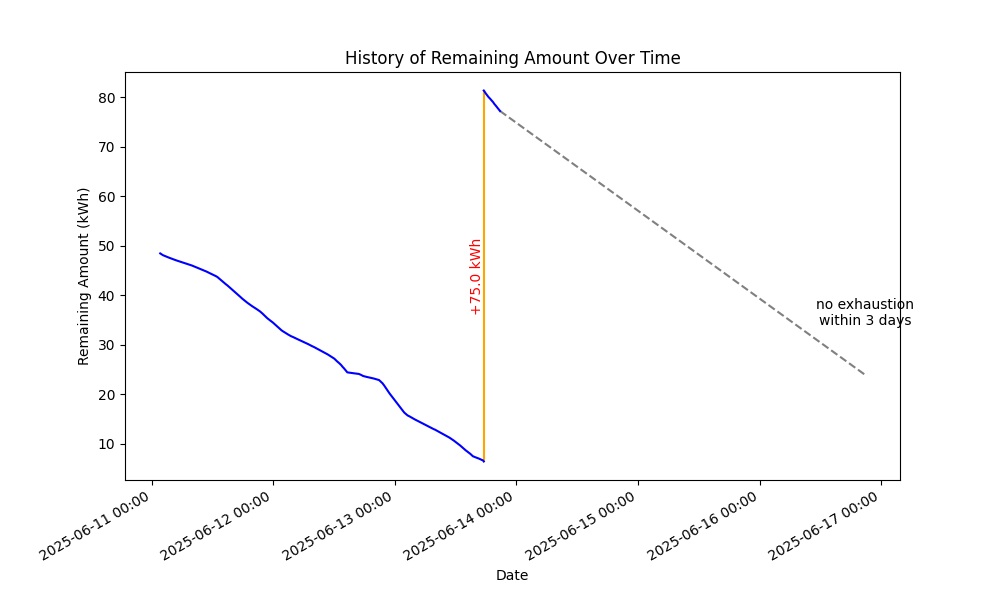 History of Remaining Amount Over Time
Remaining Amount (kWh)
80
70
60
50
40
30
20
10
+75.0 kWh
no exhaustion
within 3 days
2025-06-11 00:00
2025-06-12 00:00
2025-06-13 00:00
2025-06-14 00:00
2025-06-15 00:00
2025-06-16 00:00
2025-06-17 00:00
Date